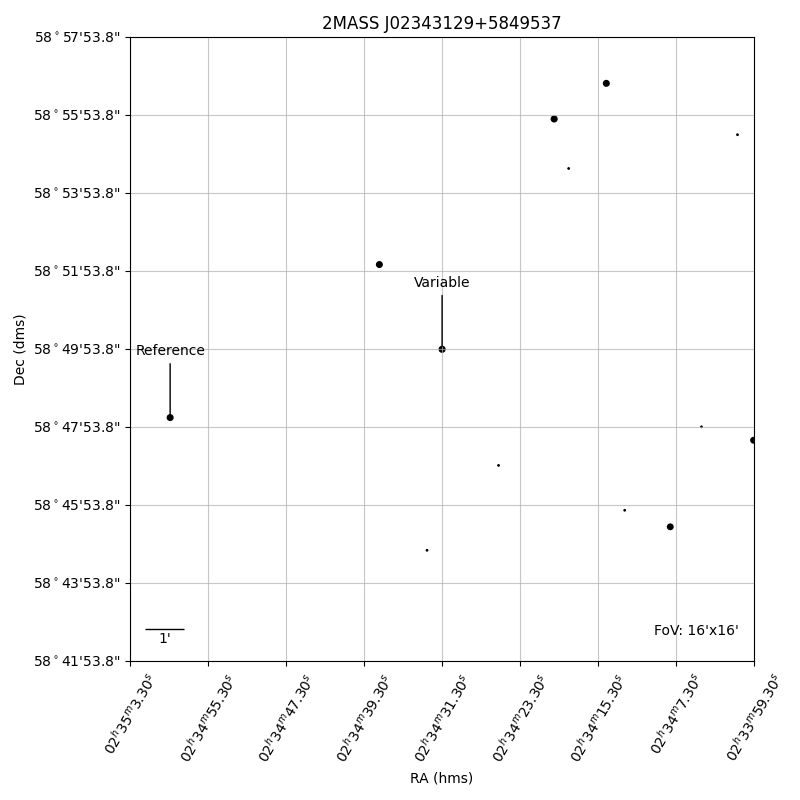 2MASS J02343129+5849537
58°57'53.8"
58°55'53.8"
58°53'53.8"
58°51'53.8"
Variable
58°49'53.8"
Reference
58°47'53.8"
58°45'53.8"
58°43'53.8"
FoV: 16'x16'
1'
58°41'53.8"
Dec (dms)
02ʰ35ᵐ3.30ˢ
02ʰ34ᵐ55.30ˢ
02ʰ34ᵐ47.30ˢ
02ʰ34ᵐ39.30ˢ
02ʰ34ᵐ31.30ˢ
02ʰ34ᵐ23.30ˢ
02ʰ34ᵐ15.30ˢ
02ʰ34ᵐ7.30ˢ
02ʰ33ᵐ59.30ˢ
RA (hms)